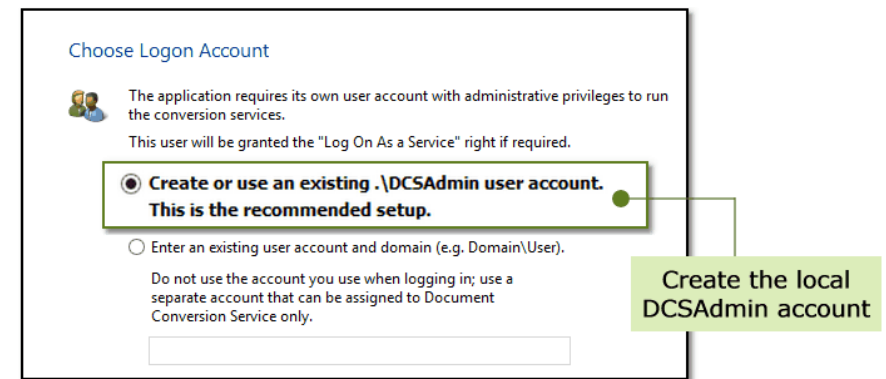 Choose Logon Account
The application requires its own user account with administrative privileges to run
the conversion services.
This user will be granted the "Log On As a Service" right if required.
Create or use an existing .\DCSAdmin user account.
This is the recommended setup.
Enter an existing user account and domain (e.g. Domain\User).
Do not use the account you use when logging in; use a
separate account that can be assigned to Document
Conversion Service only.
Create the local
DCSAdmin account